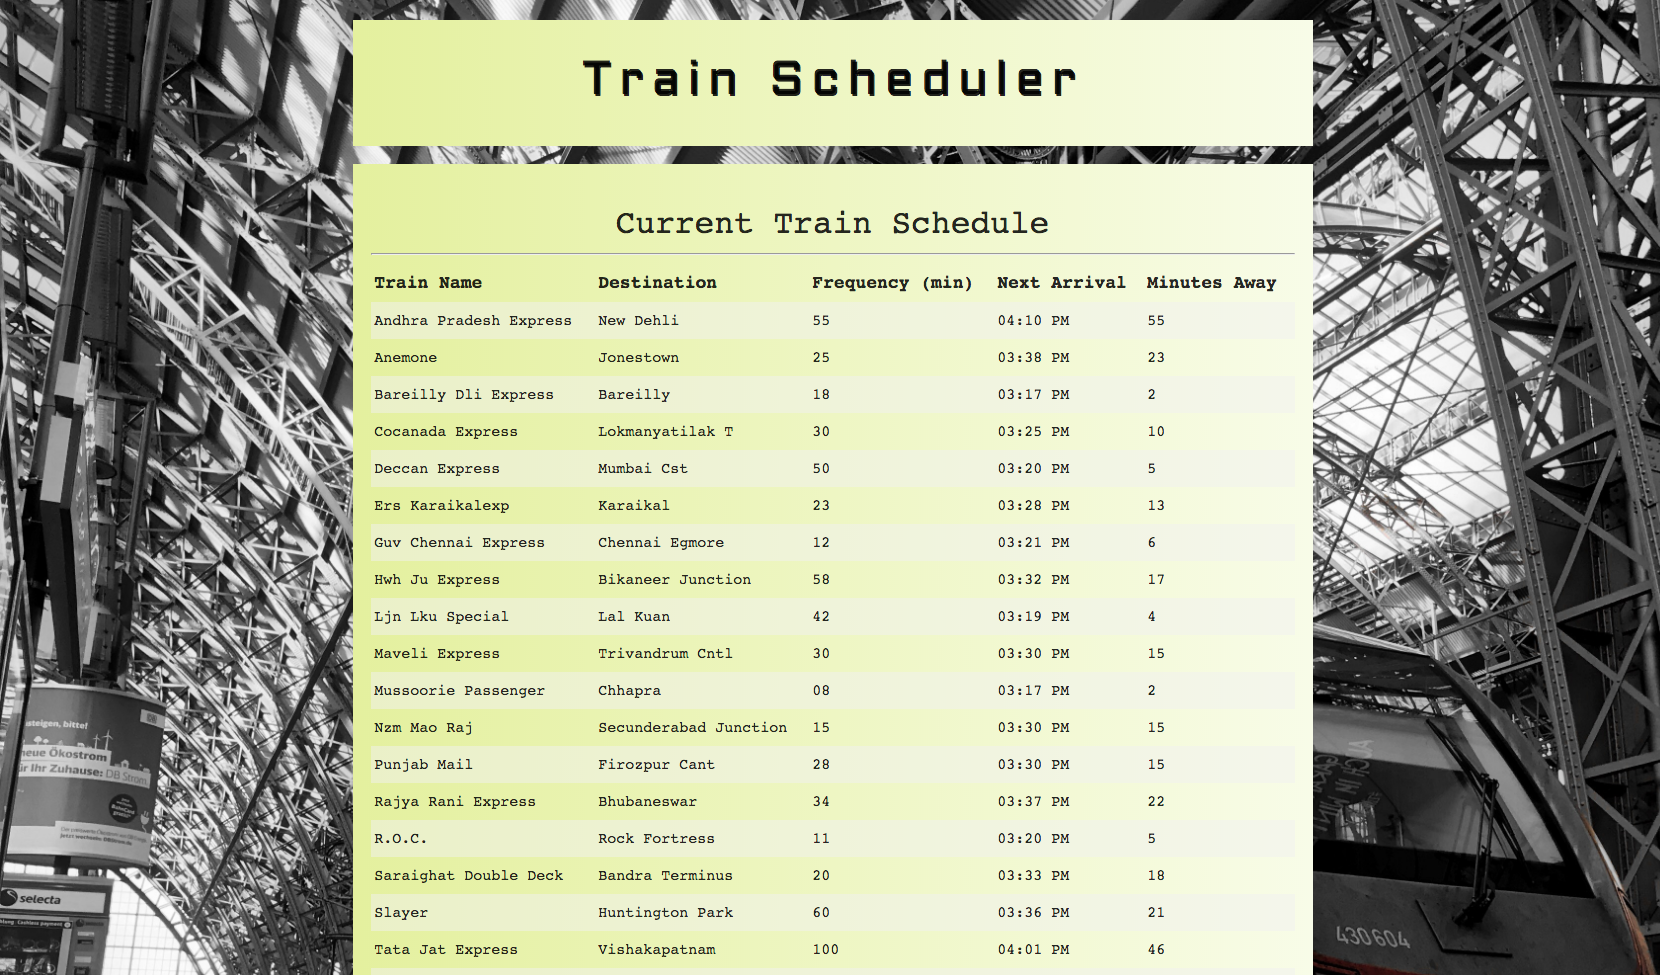 Train Scheduler
Current Train Schedule
Train Name Destination Frequency (min) Next Arrival Minutes Away
Andhra Pradesh Express New Dehli 55 04:10 PM 55
Anemone Jonestown 25 03:38 PM 23
Bareilly Dli Express Bareilly 18 03:17 PM 2
Cocanada Express Lokmanyatilak T 30 03:25 PM 10
Deccan Express Mumbai Cst 50 03:20 PM 5
Ers Karaikalexp Karaikal 23 03:28 PM 13
Guv Chennai Express Chennai Egmore 12 03:21 PM 6
Hwh Ju Express Bikaneer Junction 58 03:32 PM 17
Ljn Lku Special Lal Kuan 42 03:19 PM 4
Maveli Express Trivandrum Cntl 30 03:30 PM 15
Mussoorie Passenger Chhapra 08 03:17 PM 2
Nzm Mao Raj Secunderabad Junction 15 03:30 PM 15
Punjab Mail Firozpur Cant 28 03:30 PM 15
Rajya Rani Express Bhubaneswar 34 03:37 PM 22
R.O.C. Rock Fortress 11 03:20 PM 5
Saraighat Double Deck Bandra Terminus 20 03:33 PM 18
Slayer Huntington Park 60 03:36 PM 21
Tata Jat Express Vishakapatnam 100 04:01 PM 46
steigen, bitte!
neue Ökostrom
für Ihr Zuhause: DB Strom
selecta
430604